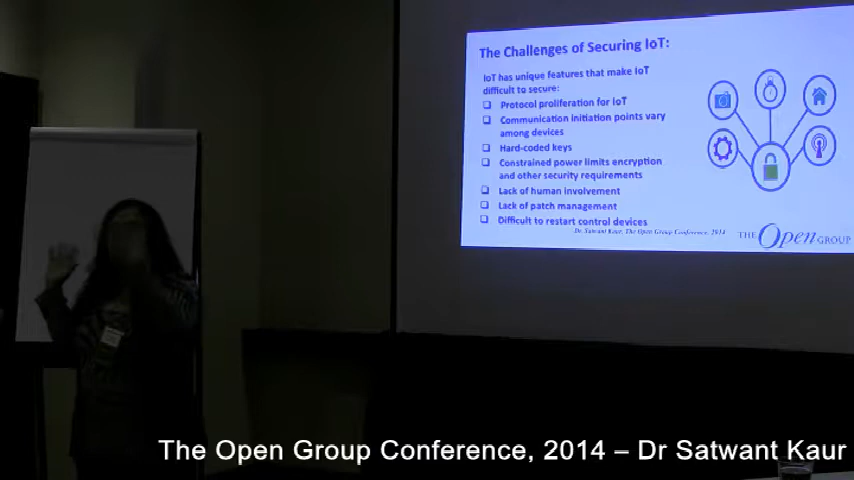 The Challenges of Securing IoT:
IoT has unique features that make IoT
difficult to secure:
Protocol proliferation for IoT
Communication initiation points vary
among devices
Hard-coded keys
Constrained power limits encryption
and other security requirements
Lack of human involvement
Lack of patch management
Difficult to restart control devices
Dr Satwant Kaur, The Open Group Conference, 2014
THE Open GROUP
The Open Group Conference, 2014 – Dr Satwant Kaur